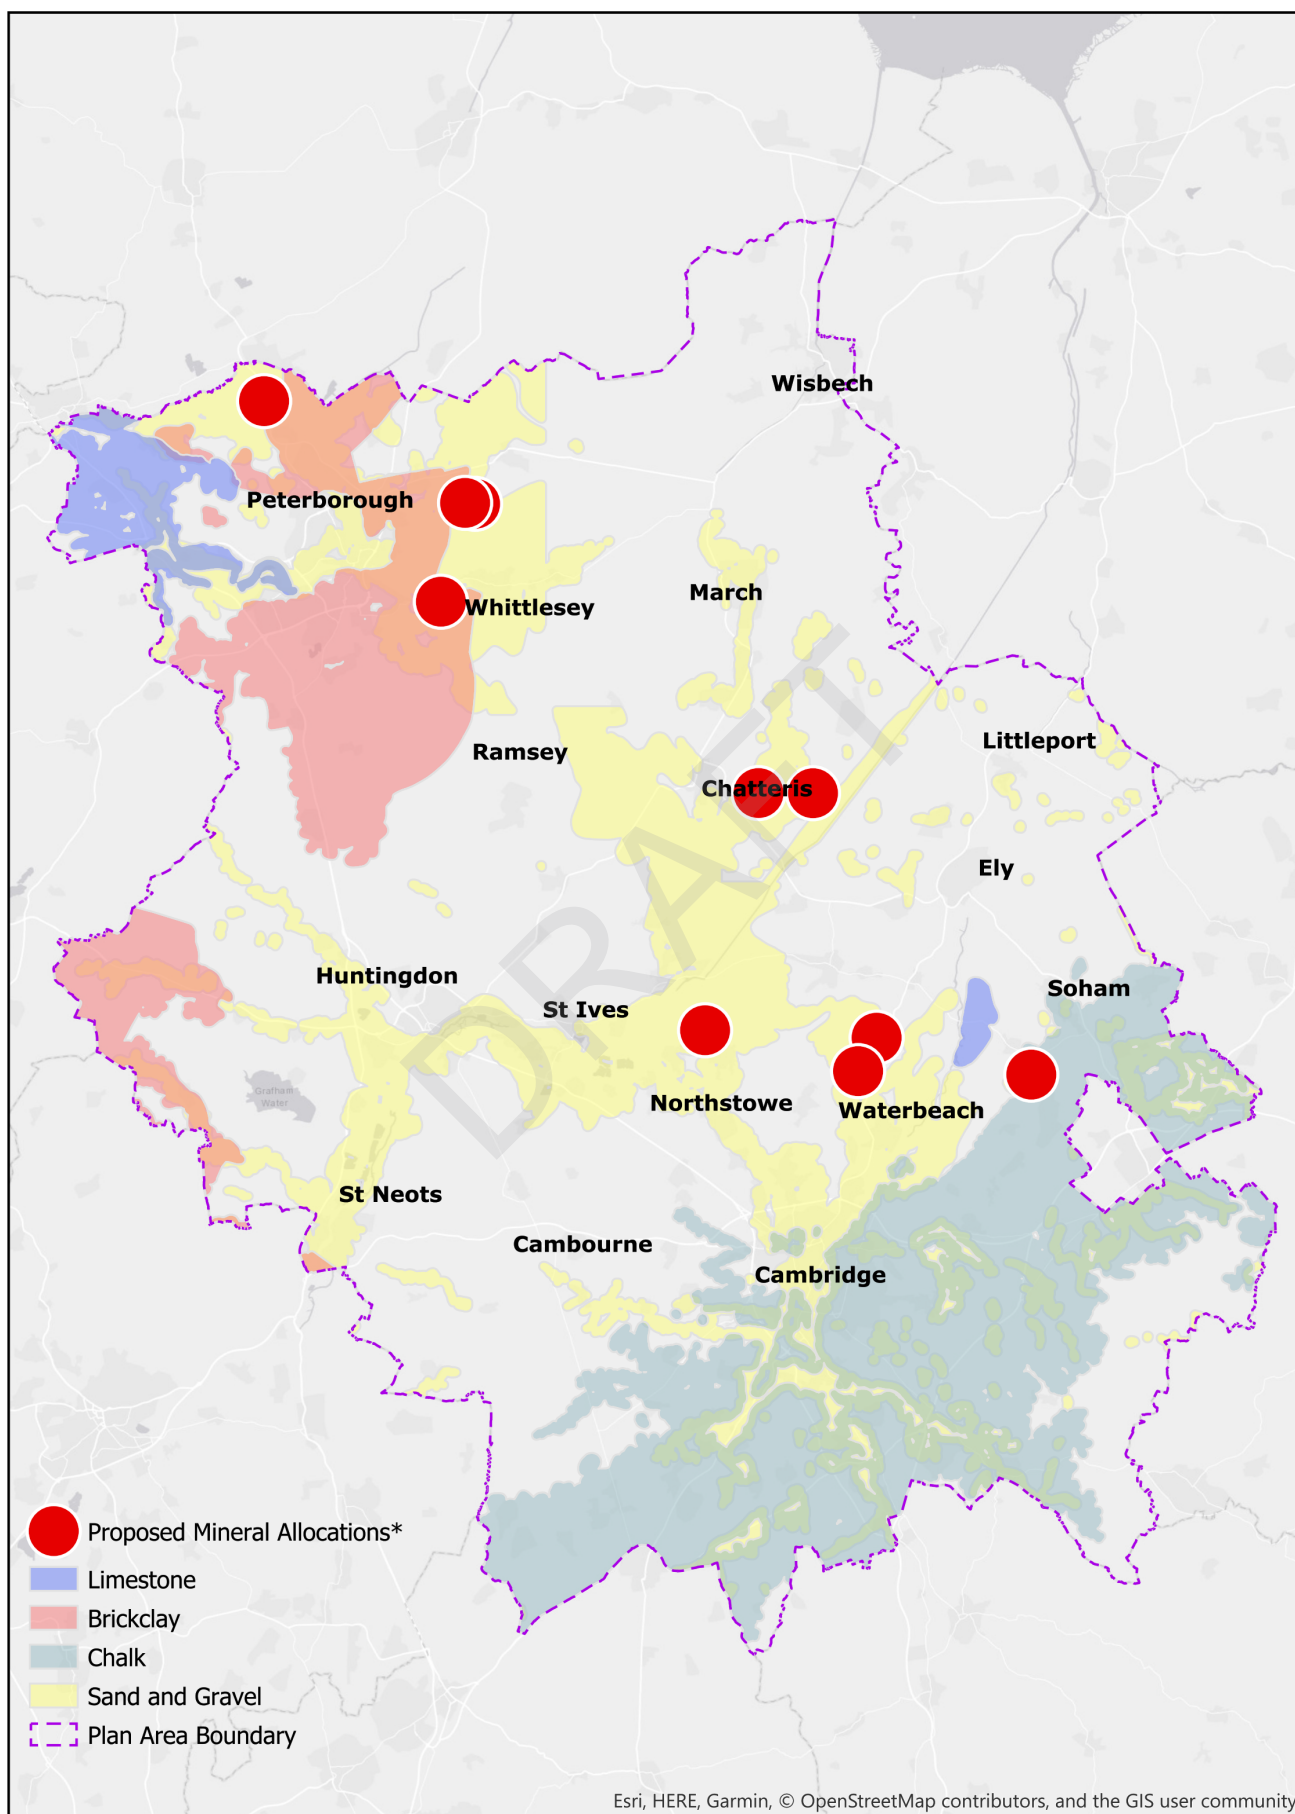 Wisbech
Peterborough
March
Whittlesey
Littleport
Ramsey
Chatteris
Ely
Huntingdon
Soham
St Ives
Grafham
Water
Northstowe
Waterbeach
St Neots
Cambourne
Cambridge
DRAFT
Proposed Mineral Allocations*
Limestone
Brickclay
Chalk
Sand and Gravel
Plan Area Boundary
Esri, HERE, Garmin, © OpenStreetMap contributors, and the GIS user community